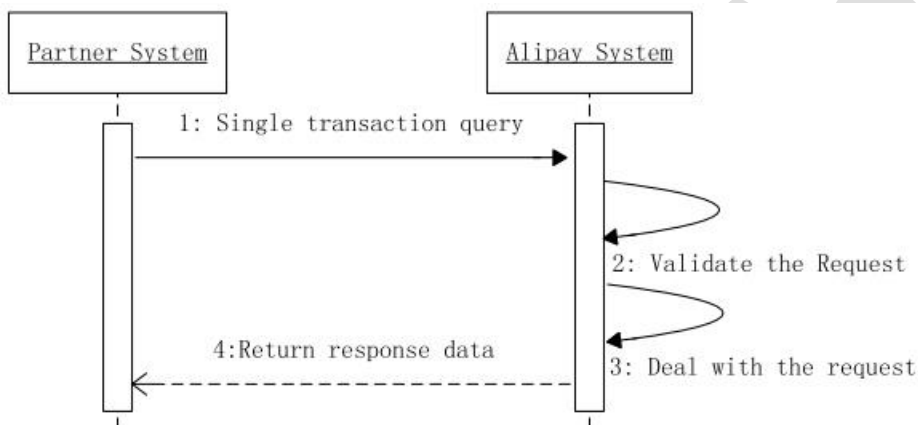 Partner System
Alipay System
1: Single transaction query
2: Validate the Request
4:Return response data
3: Deal with the request